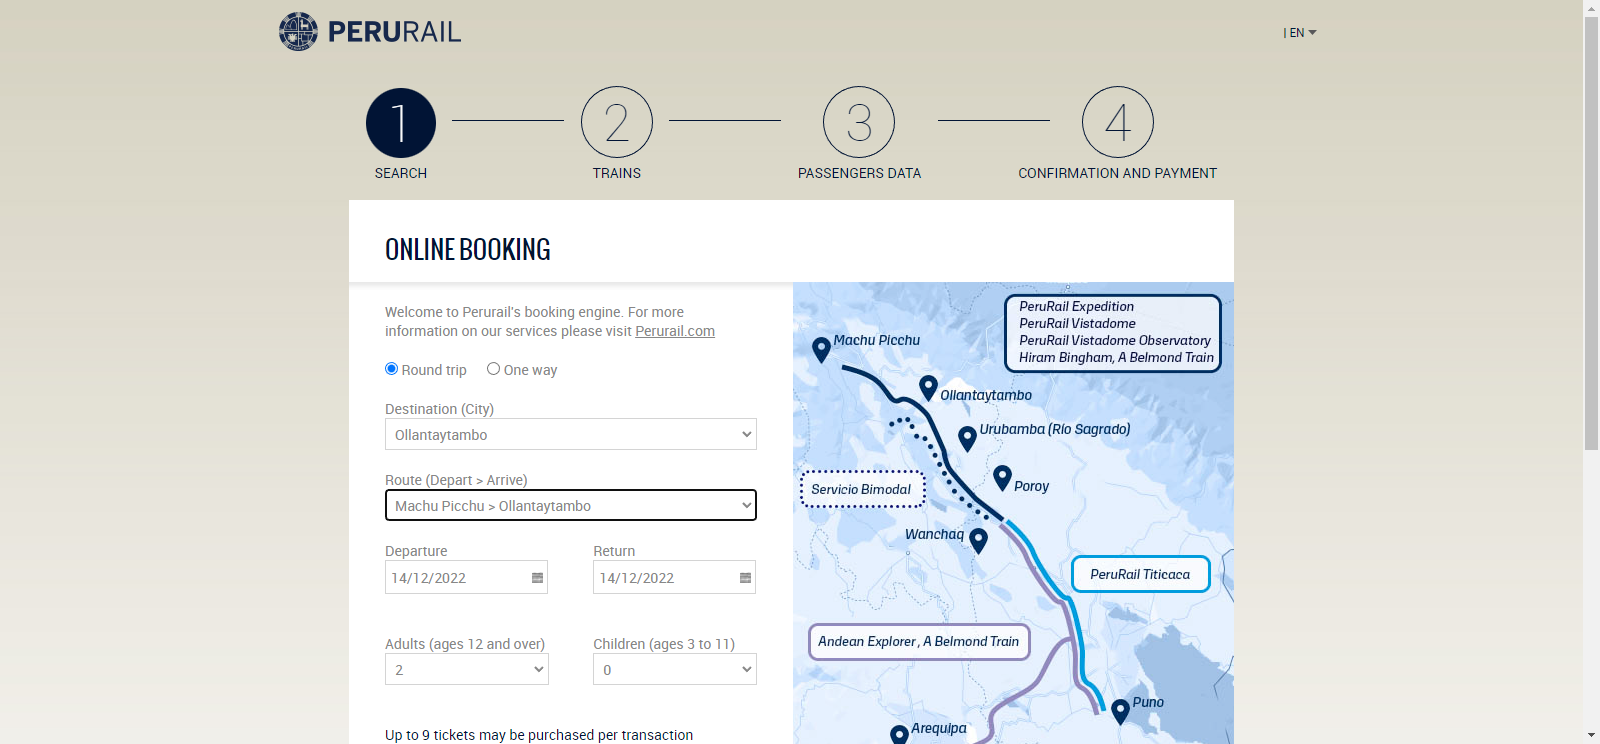 PERURAIL
| EN
1
2
3
4
SEARCH
TRAINS
PASSENGERS DATA
CONFIRMATION AND PAYMENT
ONLINE BOOKING
Welcome to Perurail's booking engine. For more
information on our services please visit Perurail.com
Round trip
One way
Destination (City)
Ollantaytambo
Route (Depart > Arrive)
Machu Picchu > Ollantaytambo
Departure
Return
14/12/2022
14/12/2022
Adults (ages 12 and over)
Children (ages 3 to 11)
2
0
Up to 9 tickets may be purchased per transaction
PeruRail Expedition
PeruRail Vistadome
PeruRail Vistadome Observatory
Hiram Bingham, A Belmond Train
Machu Picchu
Ollantaytambo
Urubamba (Río Sagrado)
Servicio Bimodal
Poroy
Wanchaq
PeruRail Titicaca
Andean Explorer, A Belmond Train
Puno
Arequipa